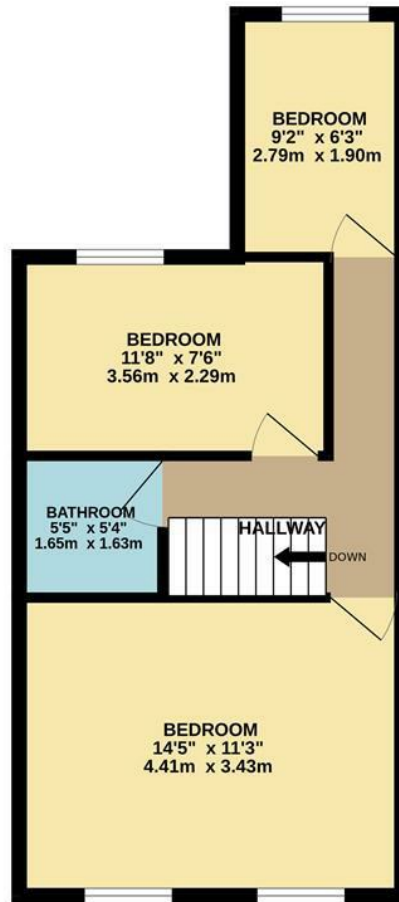 BEDROOM
9'2" x 6'3"
2.79m x 1.90m
BEDROOM
11'8" x 7'6"
3.56m x 2.29m
BATHROOM
5'5" x 5'4"
1.65m x 1.63m
HALLWAY
DOWN
BEDROOM
14'5" x 11'3"
4.41m x 3.43m